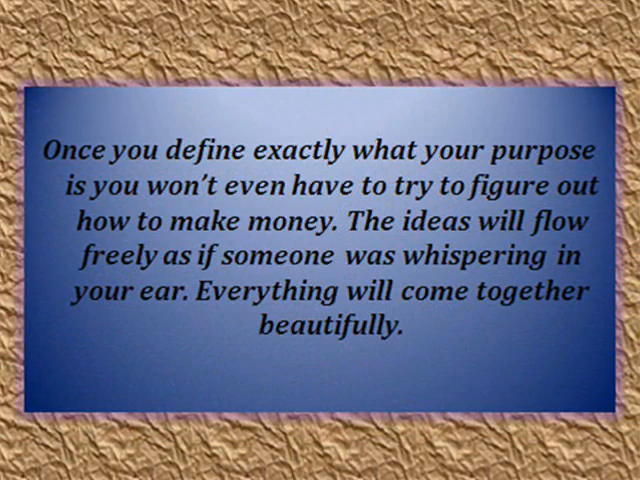 Once you define exactly what your purpose
is you won't even have to try to figure out
how to make money. The ideas will flow
freely as if someone was whispering in
your ear. Everything will come together
beautifully.